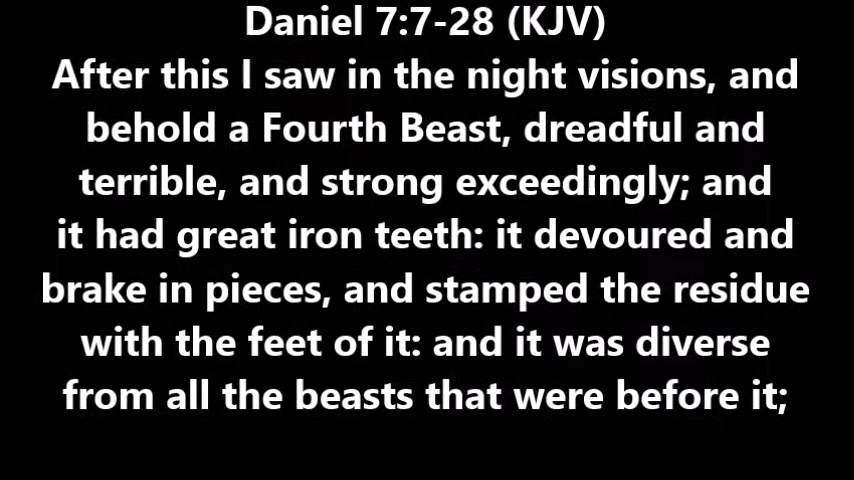 Daniel 7:7-28 (KJV)
After this I saw in the night visions, and
behold a Fourth Beast, dreadful and
terrible, and strong exceedingly; and
it had great iron teeth: it devoured and
brake in pieces, and stamped the residue
with the feet of it: and it was diverse
from all the beasts that were before it;